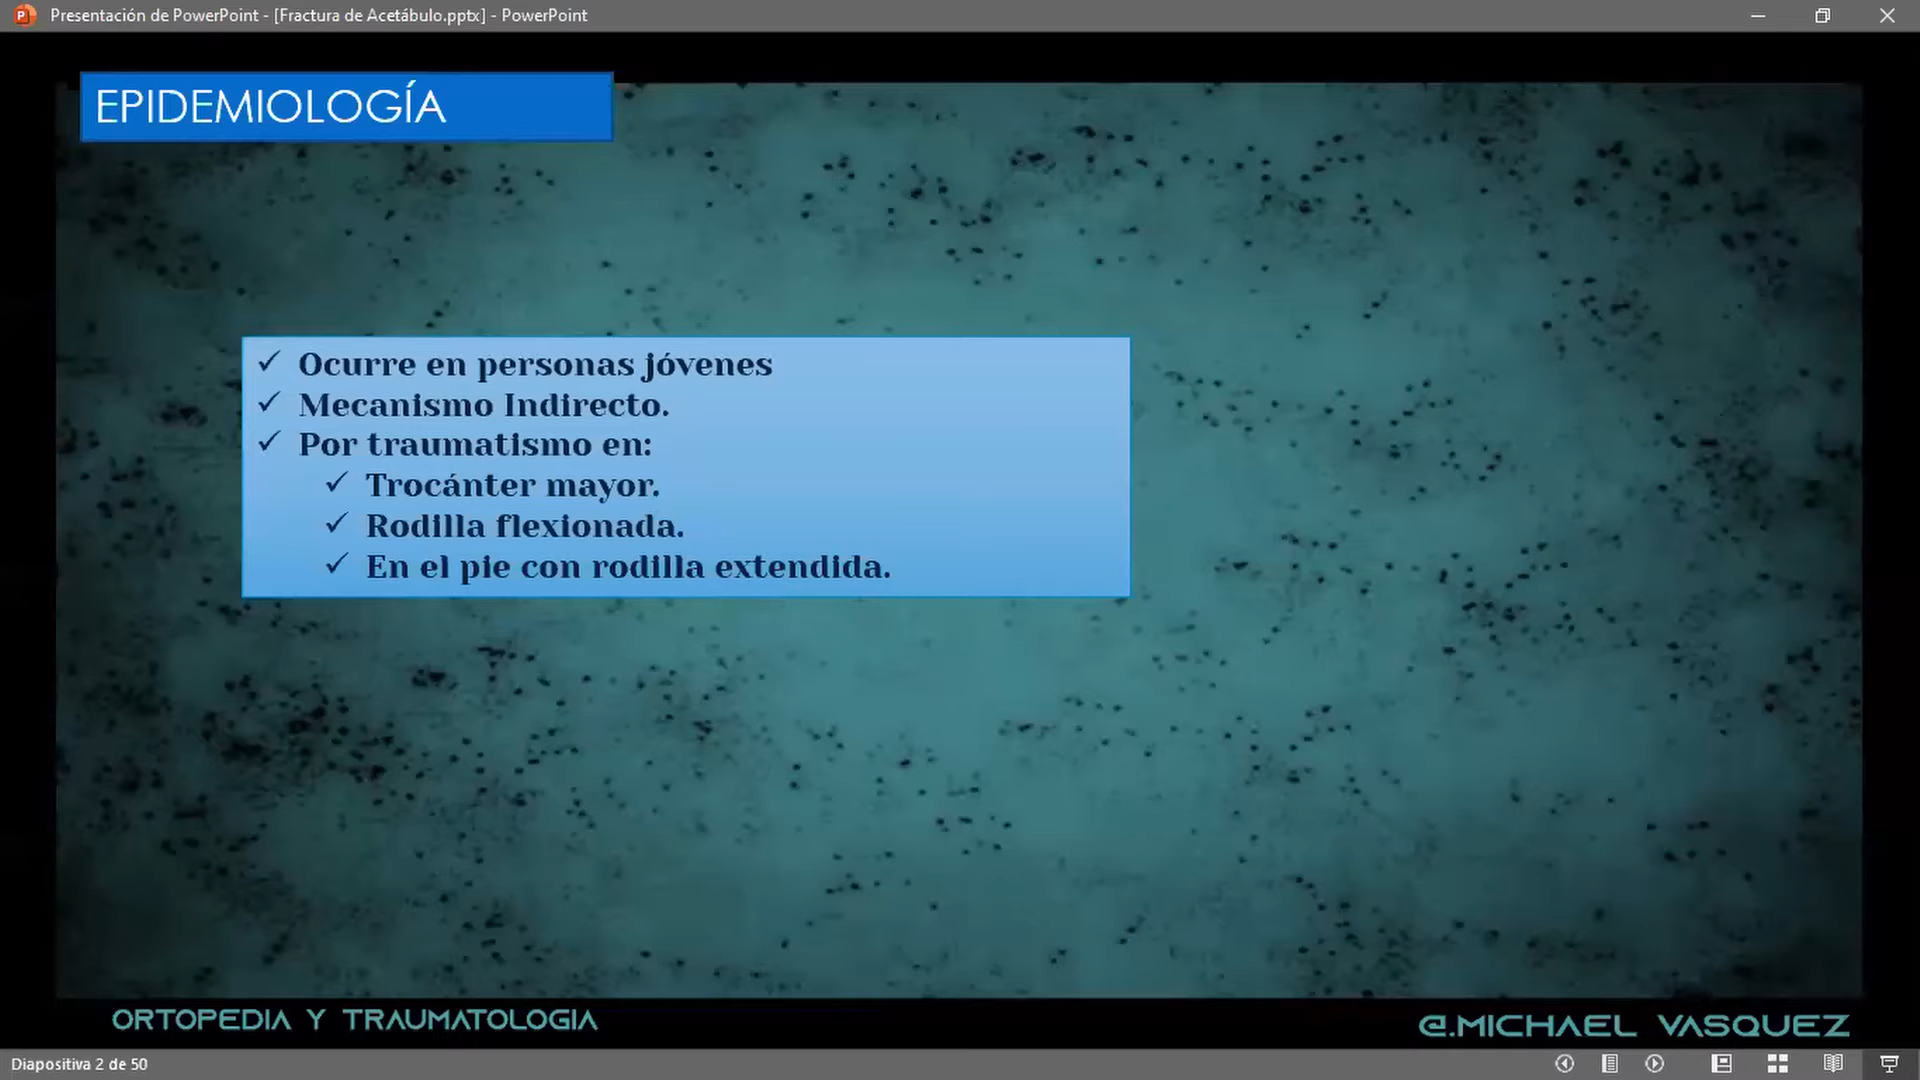 Presentación de PowerPoint - [Fractura de Acetábulo.pptx] - PowerPoint
EPIDEMIOLOGÍA
✓ Ocurre en personas jóvenes
✓ Mecanismo Indirecto.
✓ Por traumatismo en:
✓ Trocánter mayor.
✓ Rodilla flexionada.
✓ En el pie con rodilla extendida.
ORTOPEDIA Y TRAUMATOLOGIA
@.MICHAEL VASQUEZ
Diapositiva 2 de 50